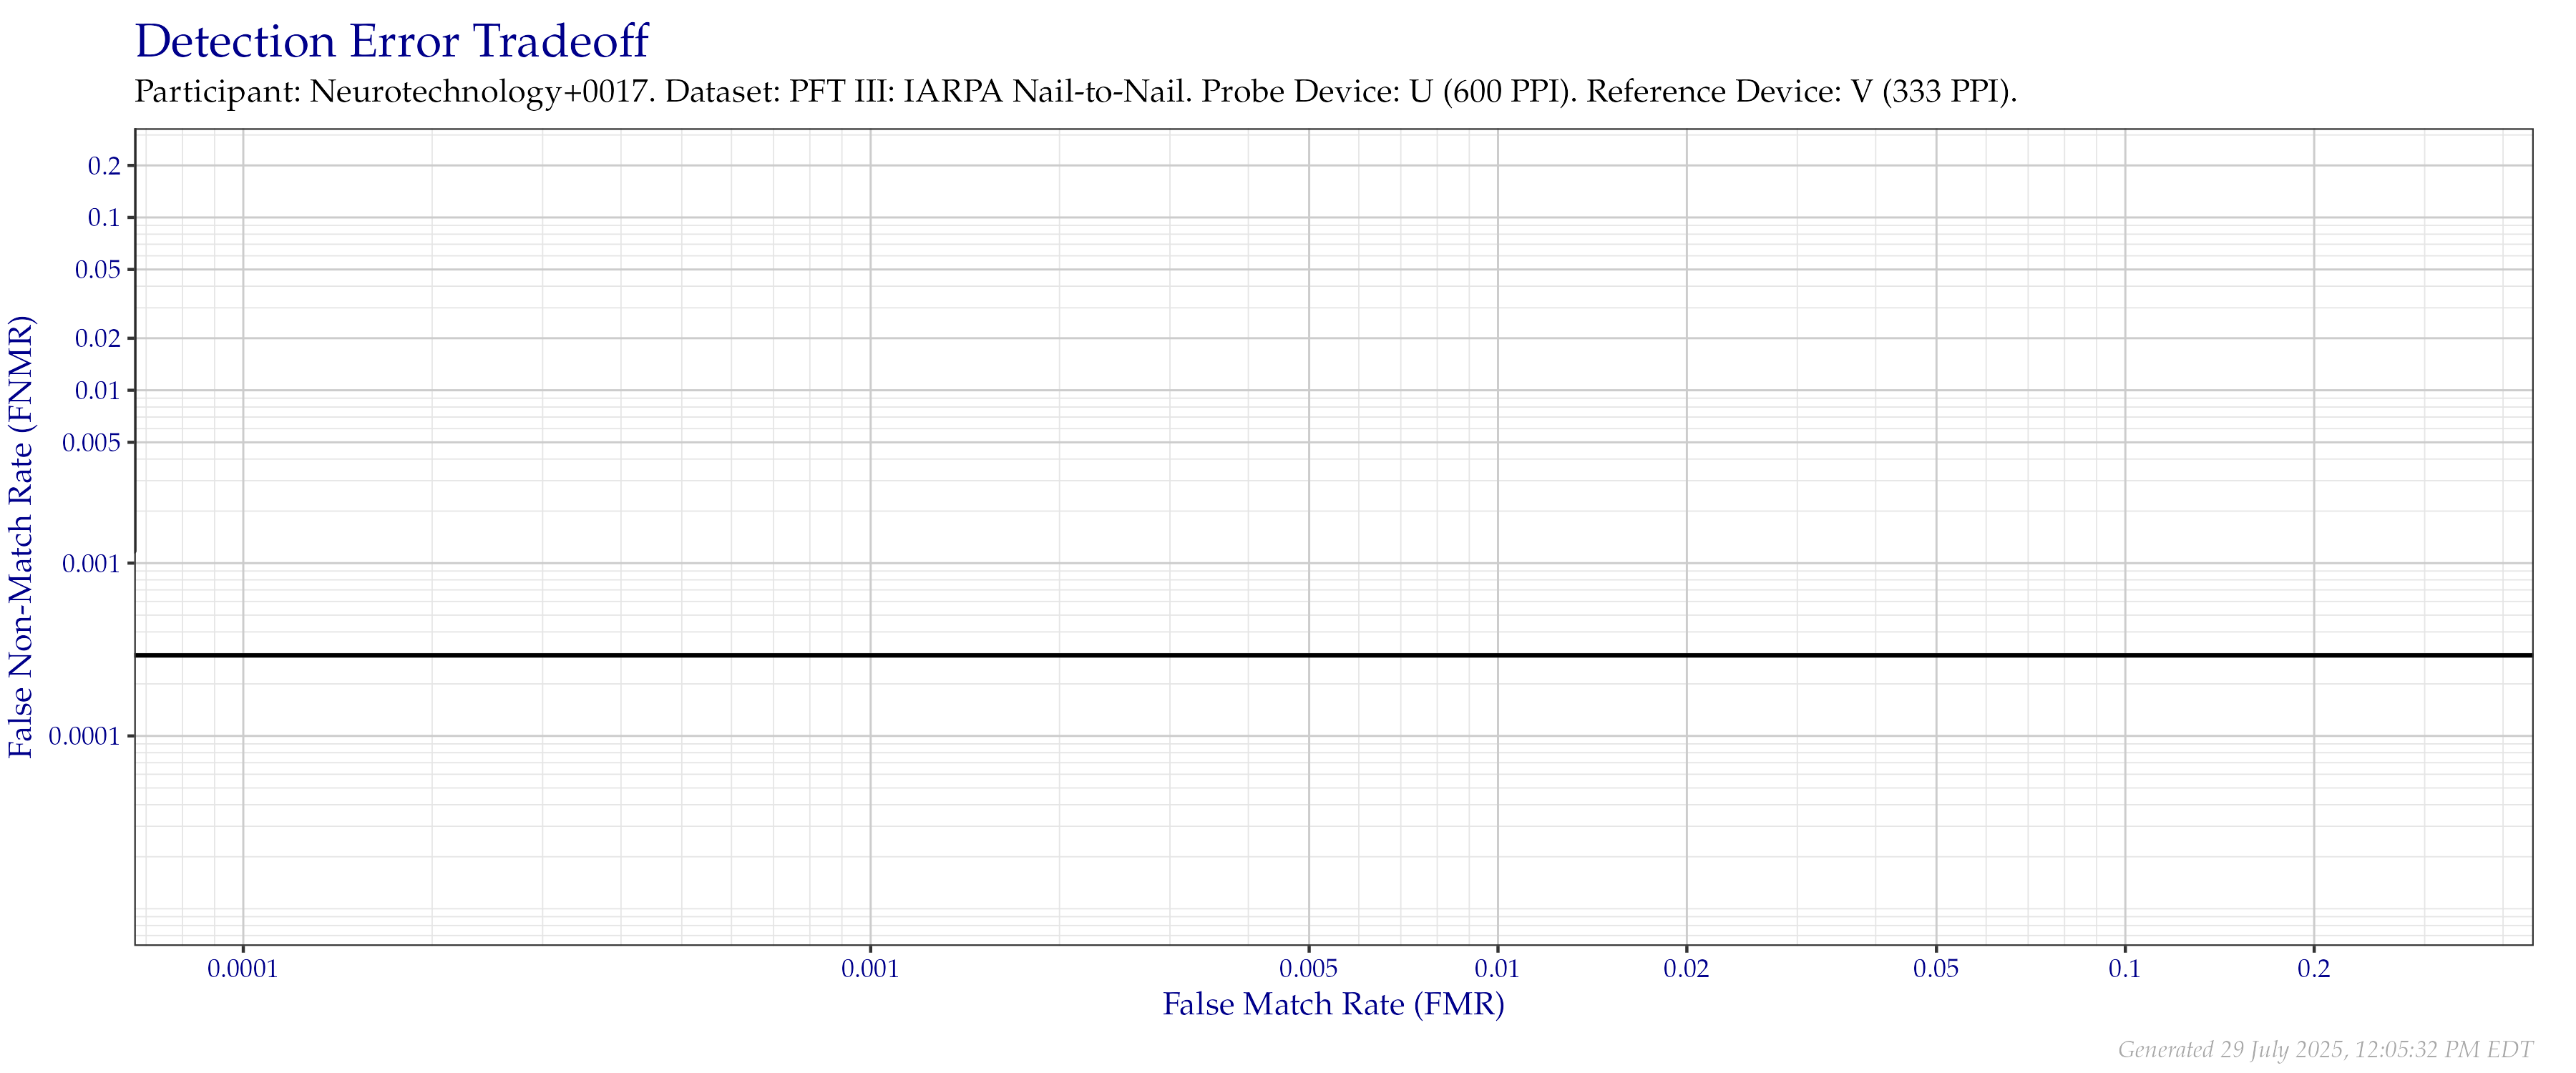 Detection Error Tradeoff
Participant: Neurotechnology+0017. Dataset: PFT III: IARPA Nail-to-Nail. Probe Device: U (600 PPI). Reference Device: V (333 PPI).
False Non-Match Rate (FNMR)
0.2
0.1
0.05
0.02
0.01
0.005
0.001
0.0001
0.0001 0.001 0.005 0.01 0.02 0.05 0.1 0.2
False Match Rate (FMR)
Generated 29 July 2025, 12:05:32 PM EDT